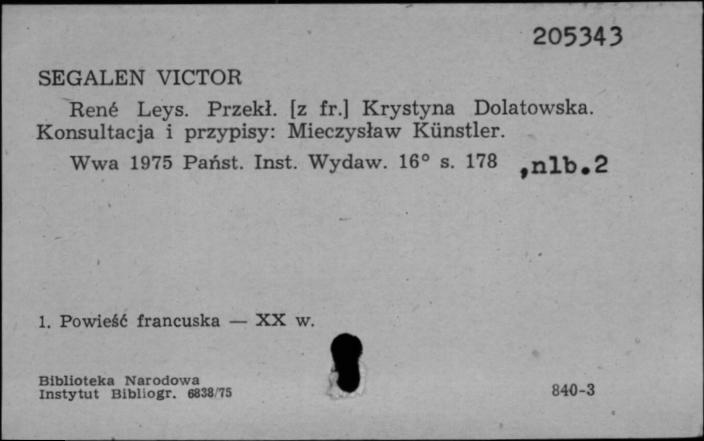 205343
SEGALEN VICTOR
René Leys. Przekł. [z fr.] Krystyna Dolatowska.
Konsultacja i przypisy: Mieczysław Künstler.
Wwa 1975 Państ. Inst. Wydaw. 16° s. 178 ,nlb.2
1. Powieść francuska — XX w.
Biblioteka Narodowa
Instytut Bibliogr. 6838/75
840-3